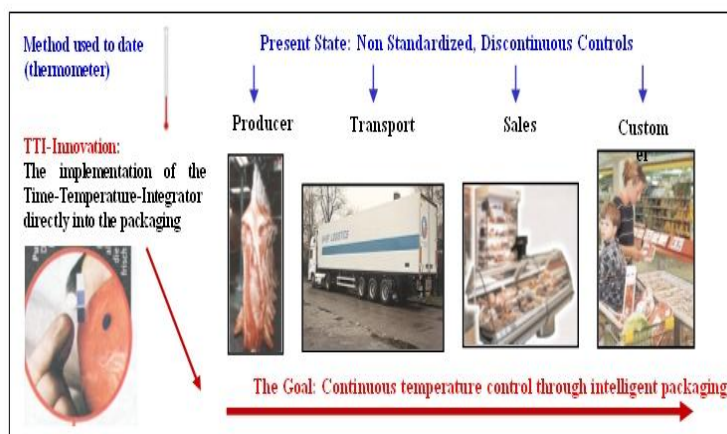 Method used to date
(thermometer)
Present State: Non Standardized, Discontinuous Controls
Producer
Transport
Sales
Custom
er
TTI-Innovation:
The implementation of the
Time-Temperature-Integrator
directly into the packaging
The Goal: Continuous temperature control through intelligent packaging